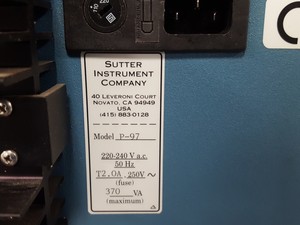 220
SUTTER
INSTRUMENT
COMPANY
40 LEVERONI COURT
NOVATO, CA 94949
USA
(415) 883-0128
Model P-97
220-240 V a.c.
50 Hz
T2.0A, 250V ~
(fuse)
370 VA
(maximum)